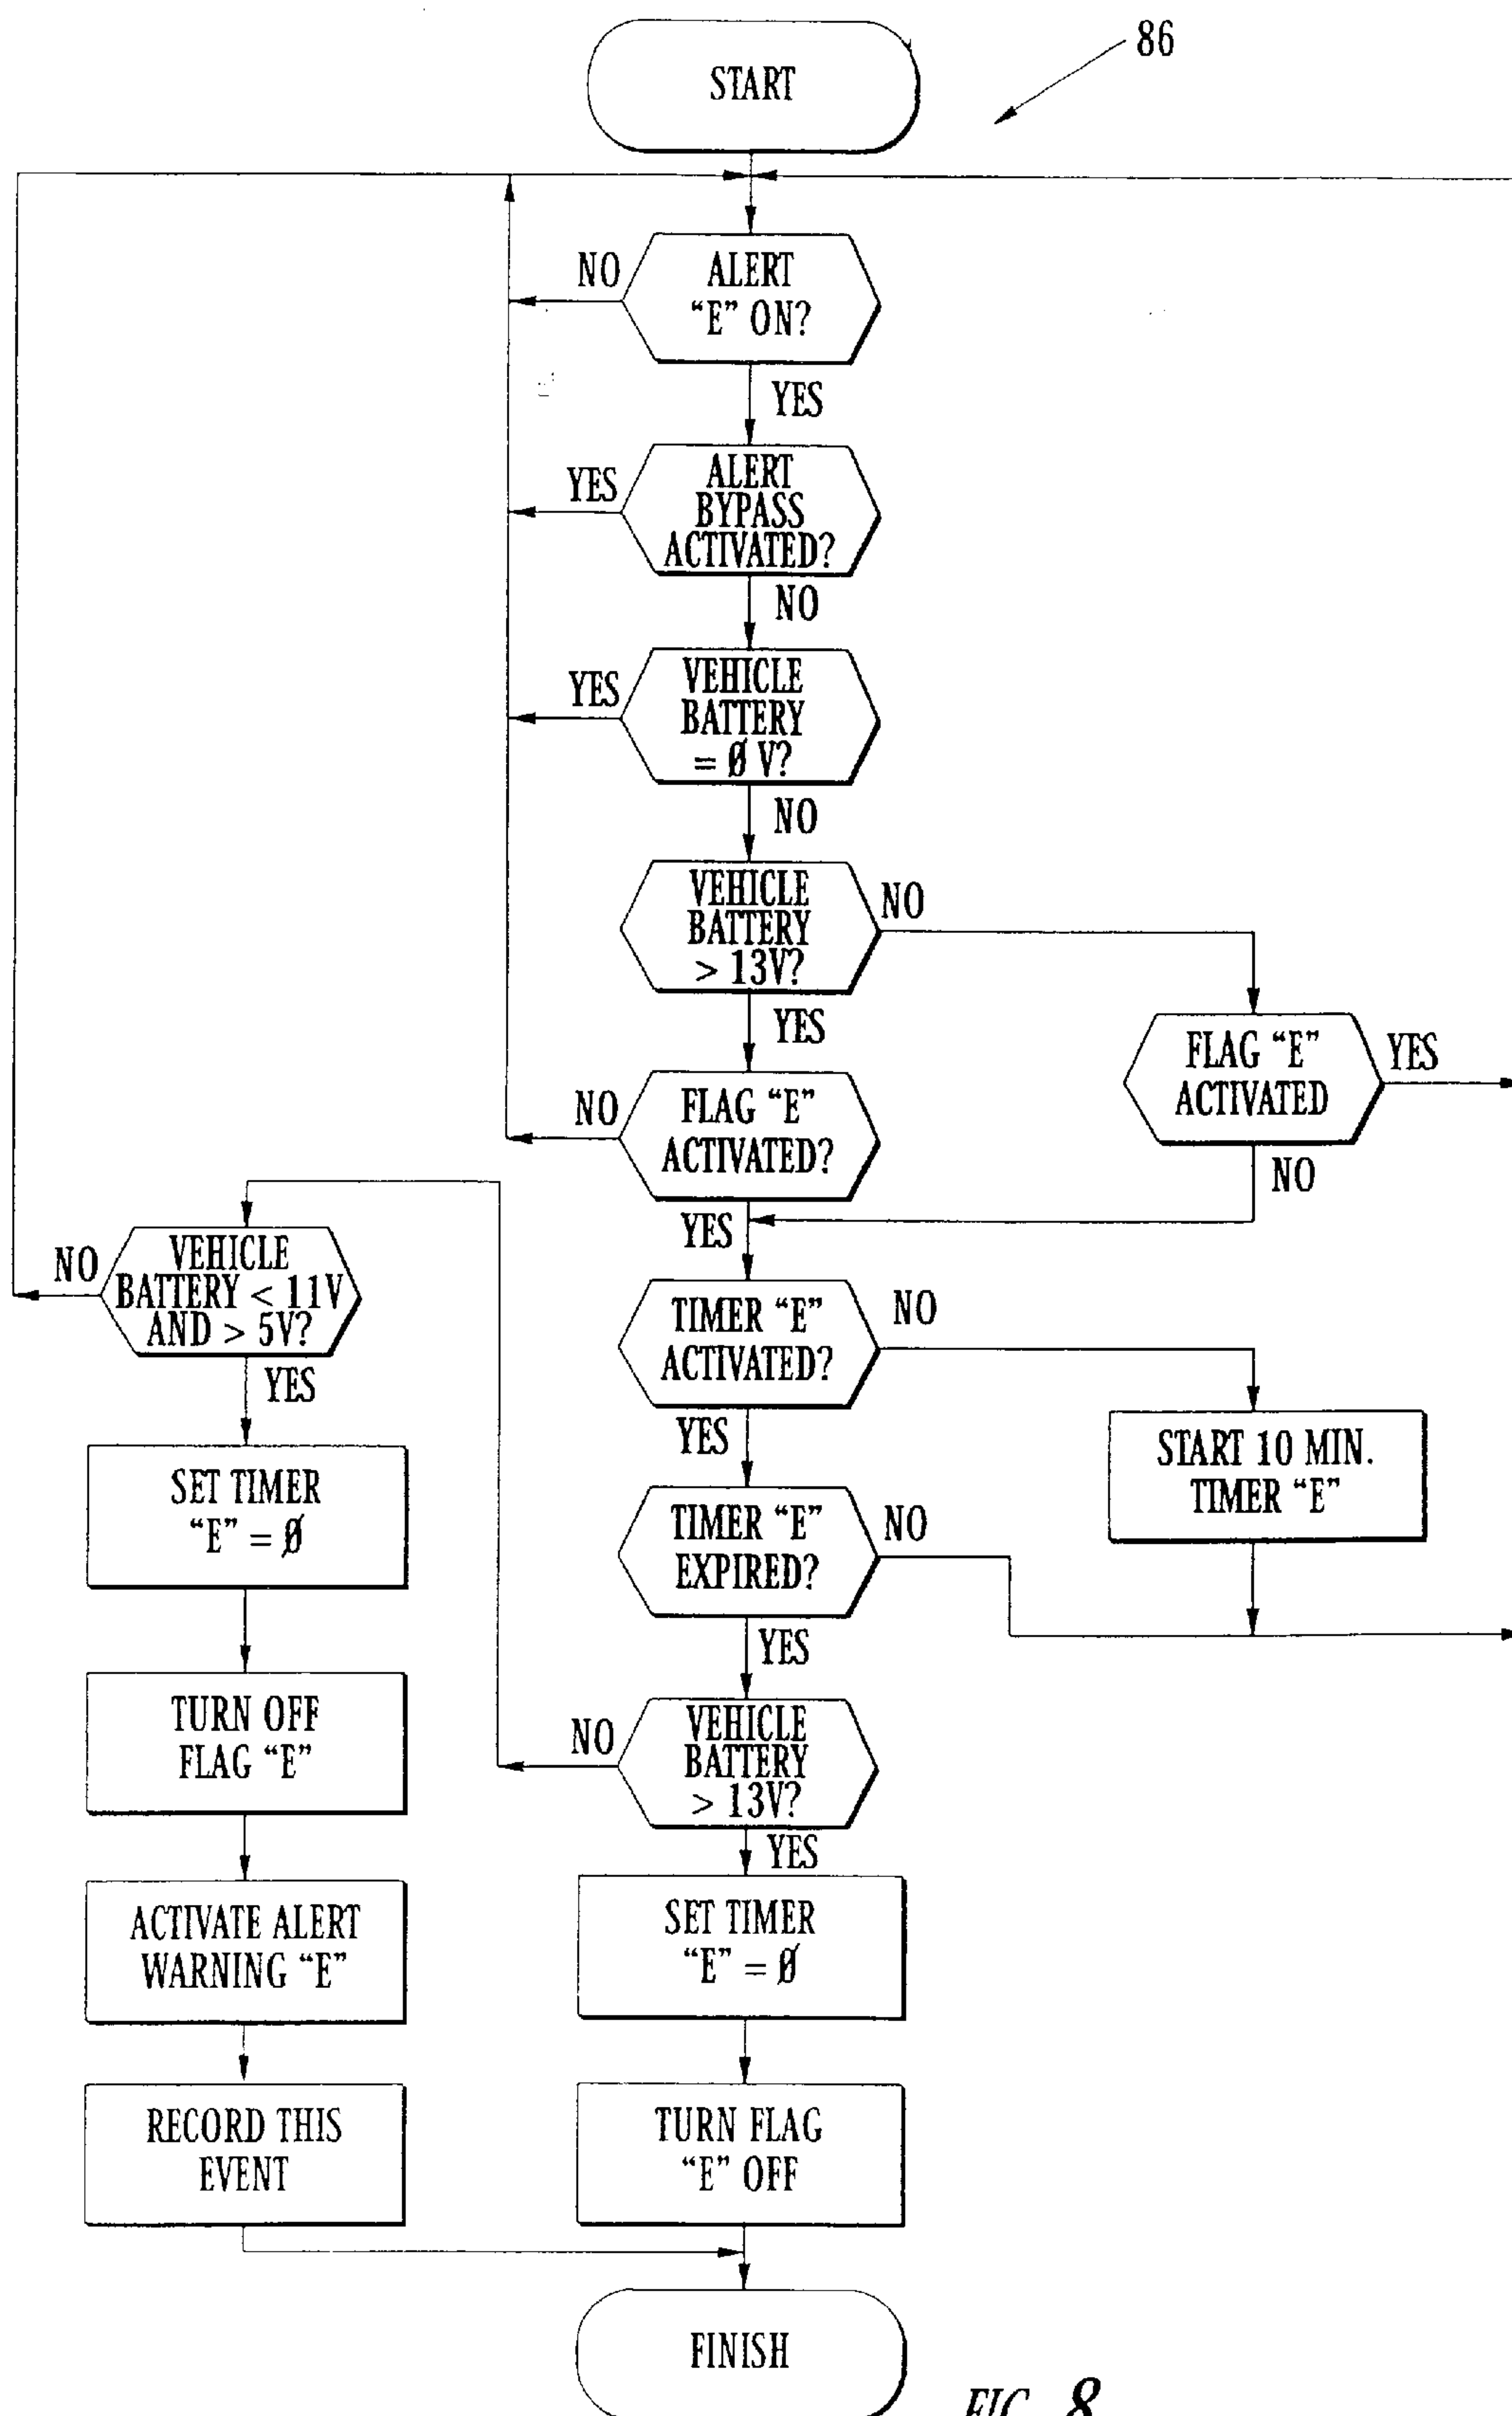 START
86
ALERT
“E” ON?
NO
YES
ALERT
BYPASS
ACTIVATED?
YES
NO
VEHICLE
BATTERY
= Ø V?
YES
NO
VEHICLE
BATTERY
> 13V?
NO
YES
FLAG “E”
ACTIVATED
YES
NO
FLAG “E”
ACTIVATED?
NO
YES
VEHICLE
BATTERY < 11V
AND > 5V?
NO
YES
TIMER “E”
ACTIVATED?
NO
YES
START 10 MIN.
TIMER “E”
SET TIMER
“E” = Ø
TIMER “E”
EXPIRED?
NO
YES
TURN OFF
FLAG “E”
VEHICLE
BATTERY
> 13V?
NO
YES
ACTIVATE ALERT
WARNING “E”
SET TIMER
“E” = Ø
RECORD THIS
EVENT
TURN FLAG
“E” OFF
FINISH
FIG. 8